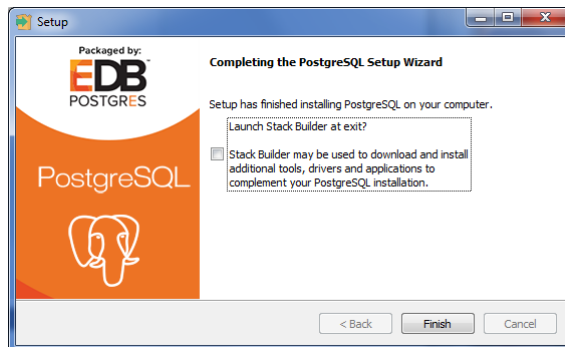 Setup
Packaged by:
EDB
POSTGRES
PostgreSQL
Completing the PostgreSQL Setup Wizard
Setup has finished installing PostgreSQL on your computer.
Launch Stack Builder at exit?
Stack Builder may be used to download and install
additional tools, drivers and applications to
complement your PostgreSQL installation.
< Back
Finish
Cancel